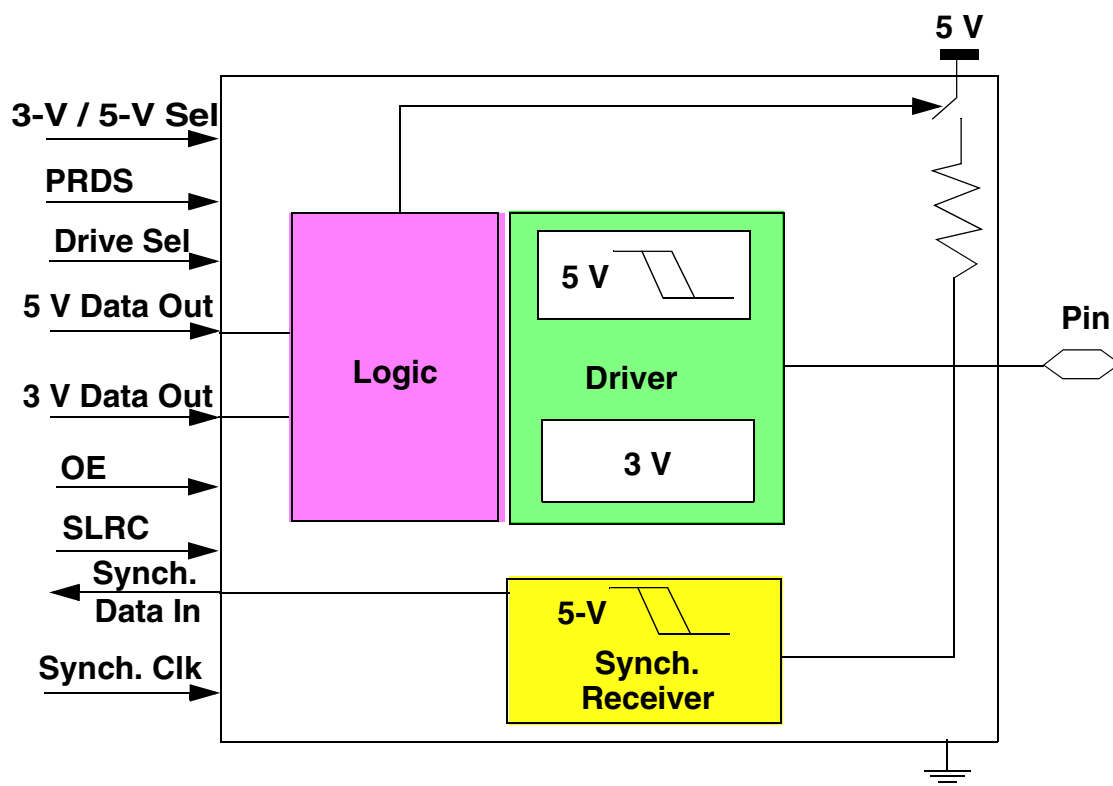 5 V
3-V / 5-V Sel
PRDS
Drive Sel
5 V Data Out
3 V Data Out
OE
SLRC
Synch.
Data In
Synch. Clk
Logic
5 V
Driver
3 V
5-V
Synch.
Receiver
Pin